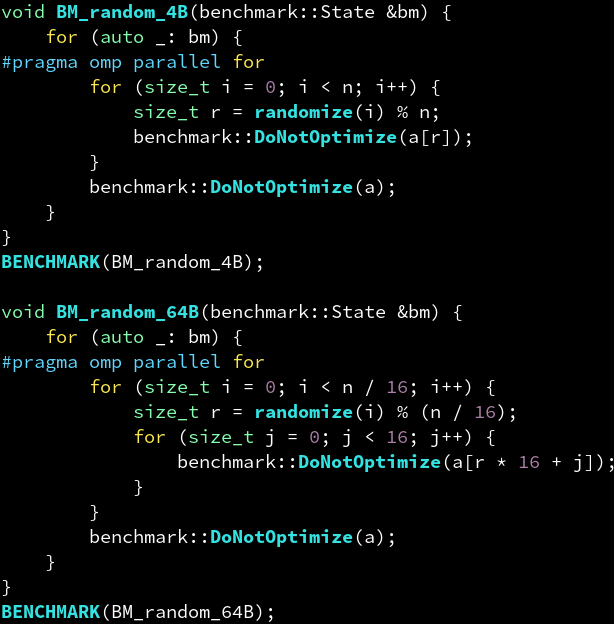 void BM_random_4B(benchmark::State &bm) {
    for (auto _: bm) {
#pragma omp parallel for
        for (size_t i = 0; i < n; i++) {
            size_t r = randomize(i) % n;
            benchmark::DoNotOptimize(a[r]);
        }
        benchmark::DoNotOptimize(a);
    }
}
BENCHMARK(BM_random_4B);

void BM_random_64B(benchmark::State &bm) {
    for (auto _: bm) {
#pragma omp parallel for
        for (size_t i = 0; i < n / 16; i++) {
            size_t r = randomize(i) % (n / 16);
            for (size_t j = 0; j < 16; j++) {
                benchmark::DoNotOptimize(a[r * 16 + j]);
            }
        }
        benchmark::DoNotOptimize(a);
    }
}
BENCHMARK(BM_random_64B);